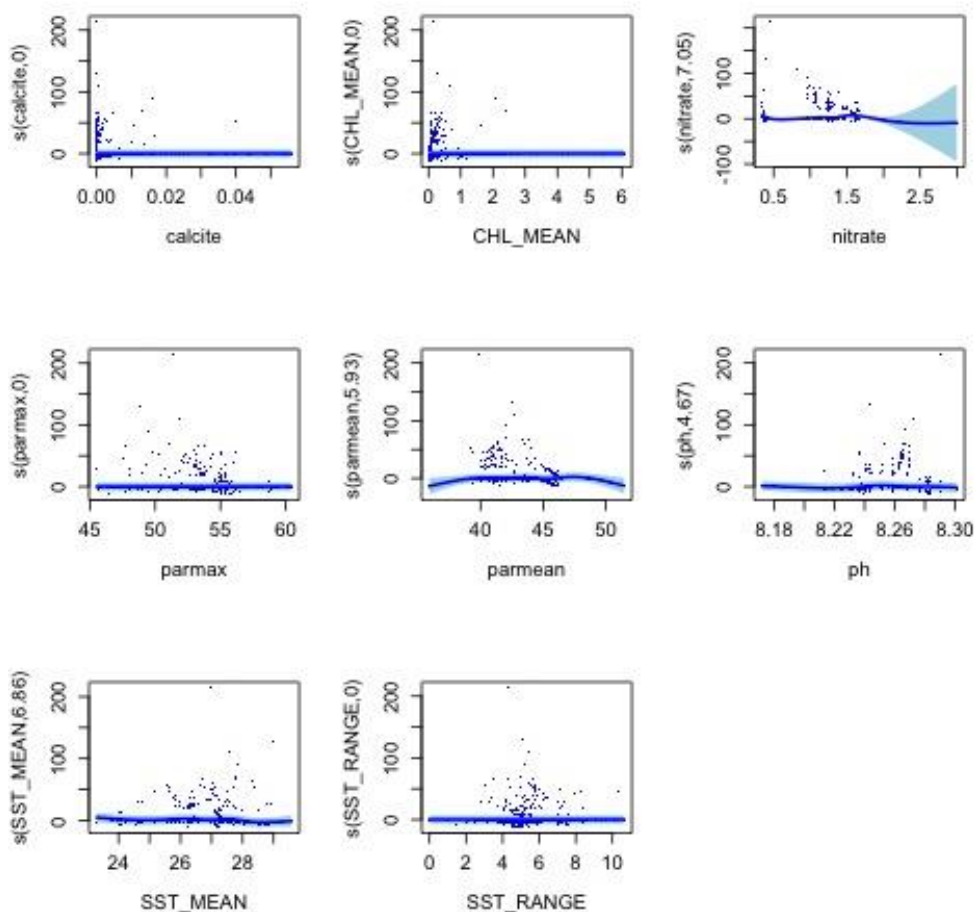 s(calcite,0)
0 100 200
0.00 0.02 0.04
calcite
s(CHL_MEAN,0)
0 100 200
0 1 2 3 4 5 6
CHL_MEAN
s(nitrate,7.05)
-100 0 100
0.5 1.5 2.5
nitrate
s(parmax,0)
0 100 200
45 50 55 60
parmax
s(parmean,5.93)
0 100 200
40 45 50
parmean
s(ph,4.67)
0 100 200
8.18 8.22 8.26 8.30
ph
s(SST_MEAN,6.86)
0 100 200
24 26 28
SST_MEAN
s(SST_RANGE,0)
0 100 200
0 2 4 6 8 10
SST_RANGE